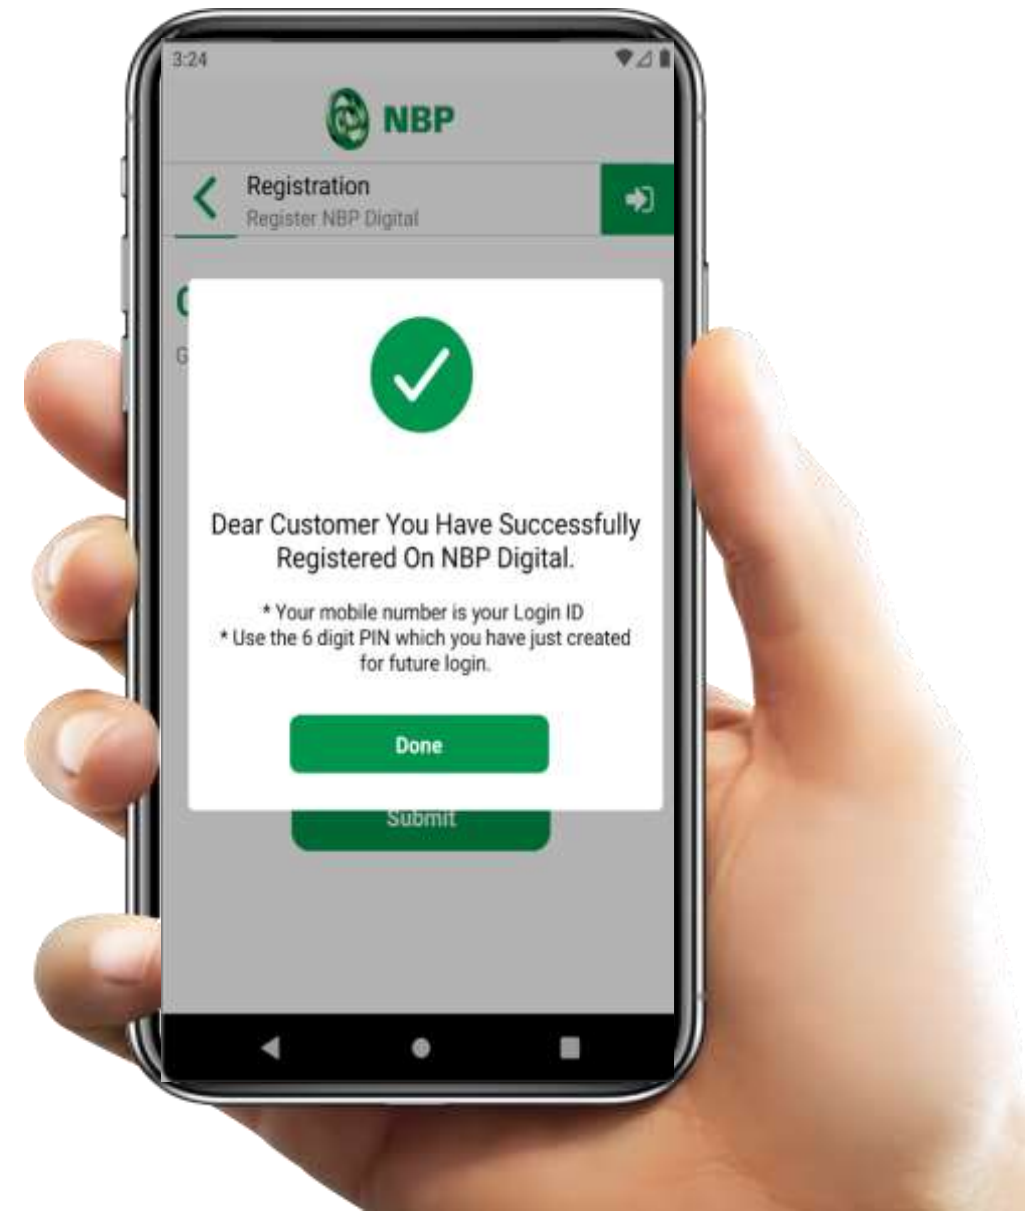 3:24
NBP
Registration
Register NBP Digital
Dear Customer You Have Successfully
Registered On NBP Digital.
* Your mobile number is your Login ID
* Use the 6 digit PIN which you have just created
for future login.
Done
Submit